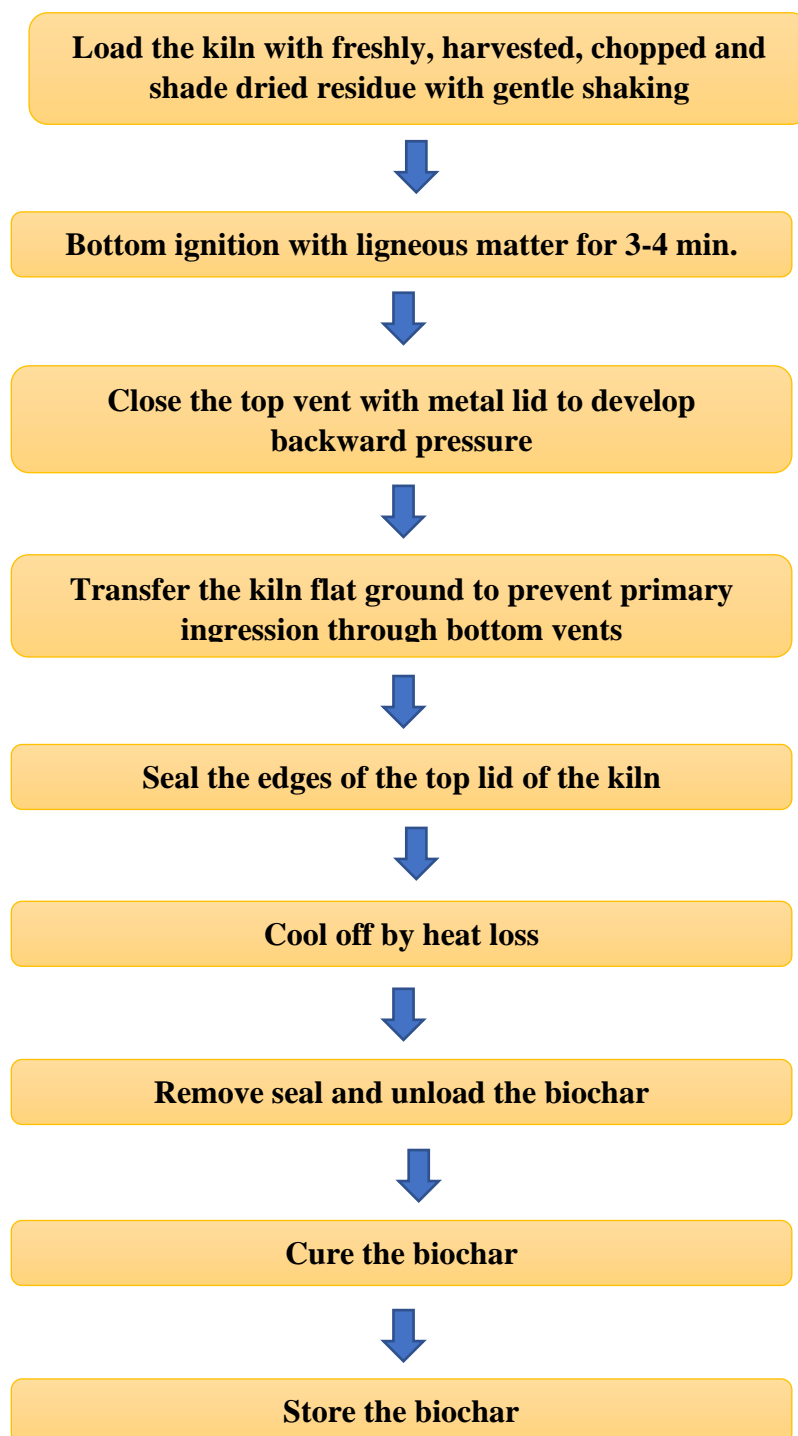 Load the kiln with freshly, harvested, chopped and
shade dried residue with gentle shaking
Bottom ignition with ligneous matter for 3-4 min.
Close the top vent with metal lid to develop
backward pressure
Transfer the kiln flat ground to prevent primary
ingression through bottom vents
Seal the edges of the top lid of the kiln
Cool off by heat loss
Remove seal and unload the biochar
Cure the biochar
Store the biochar